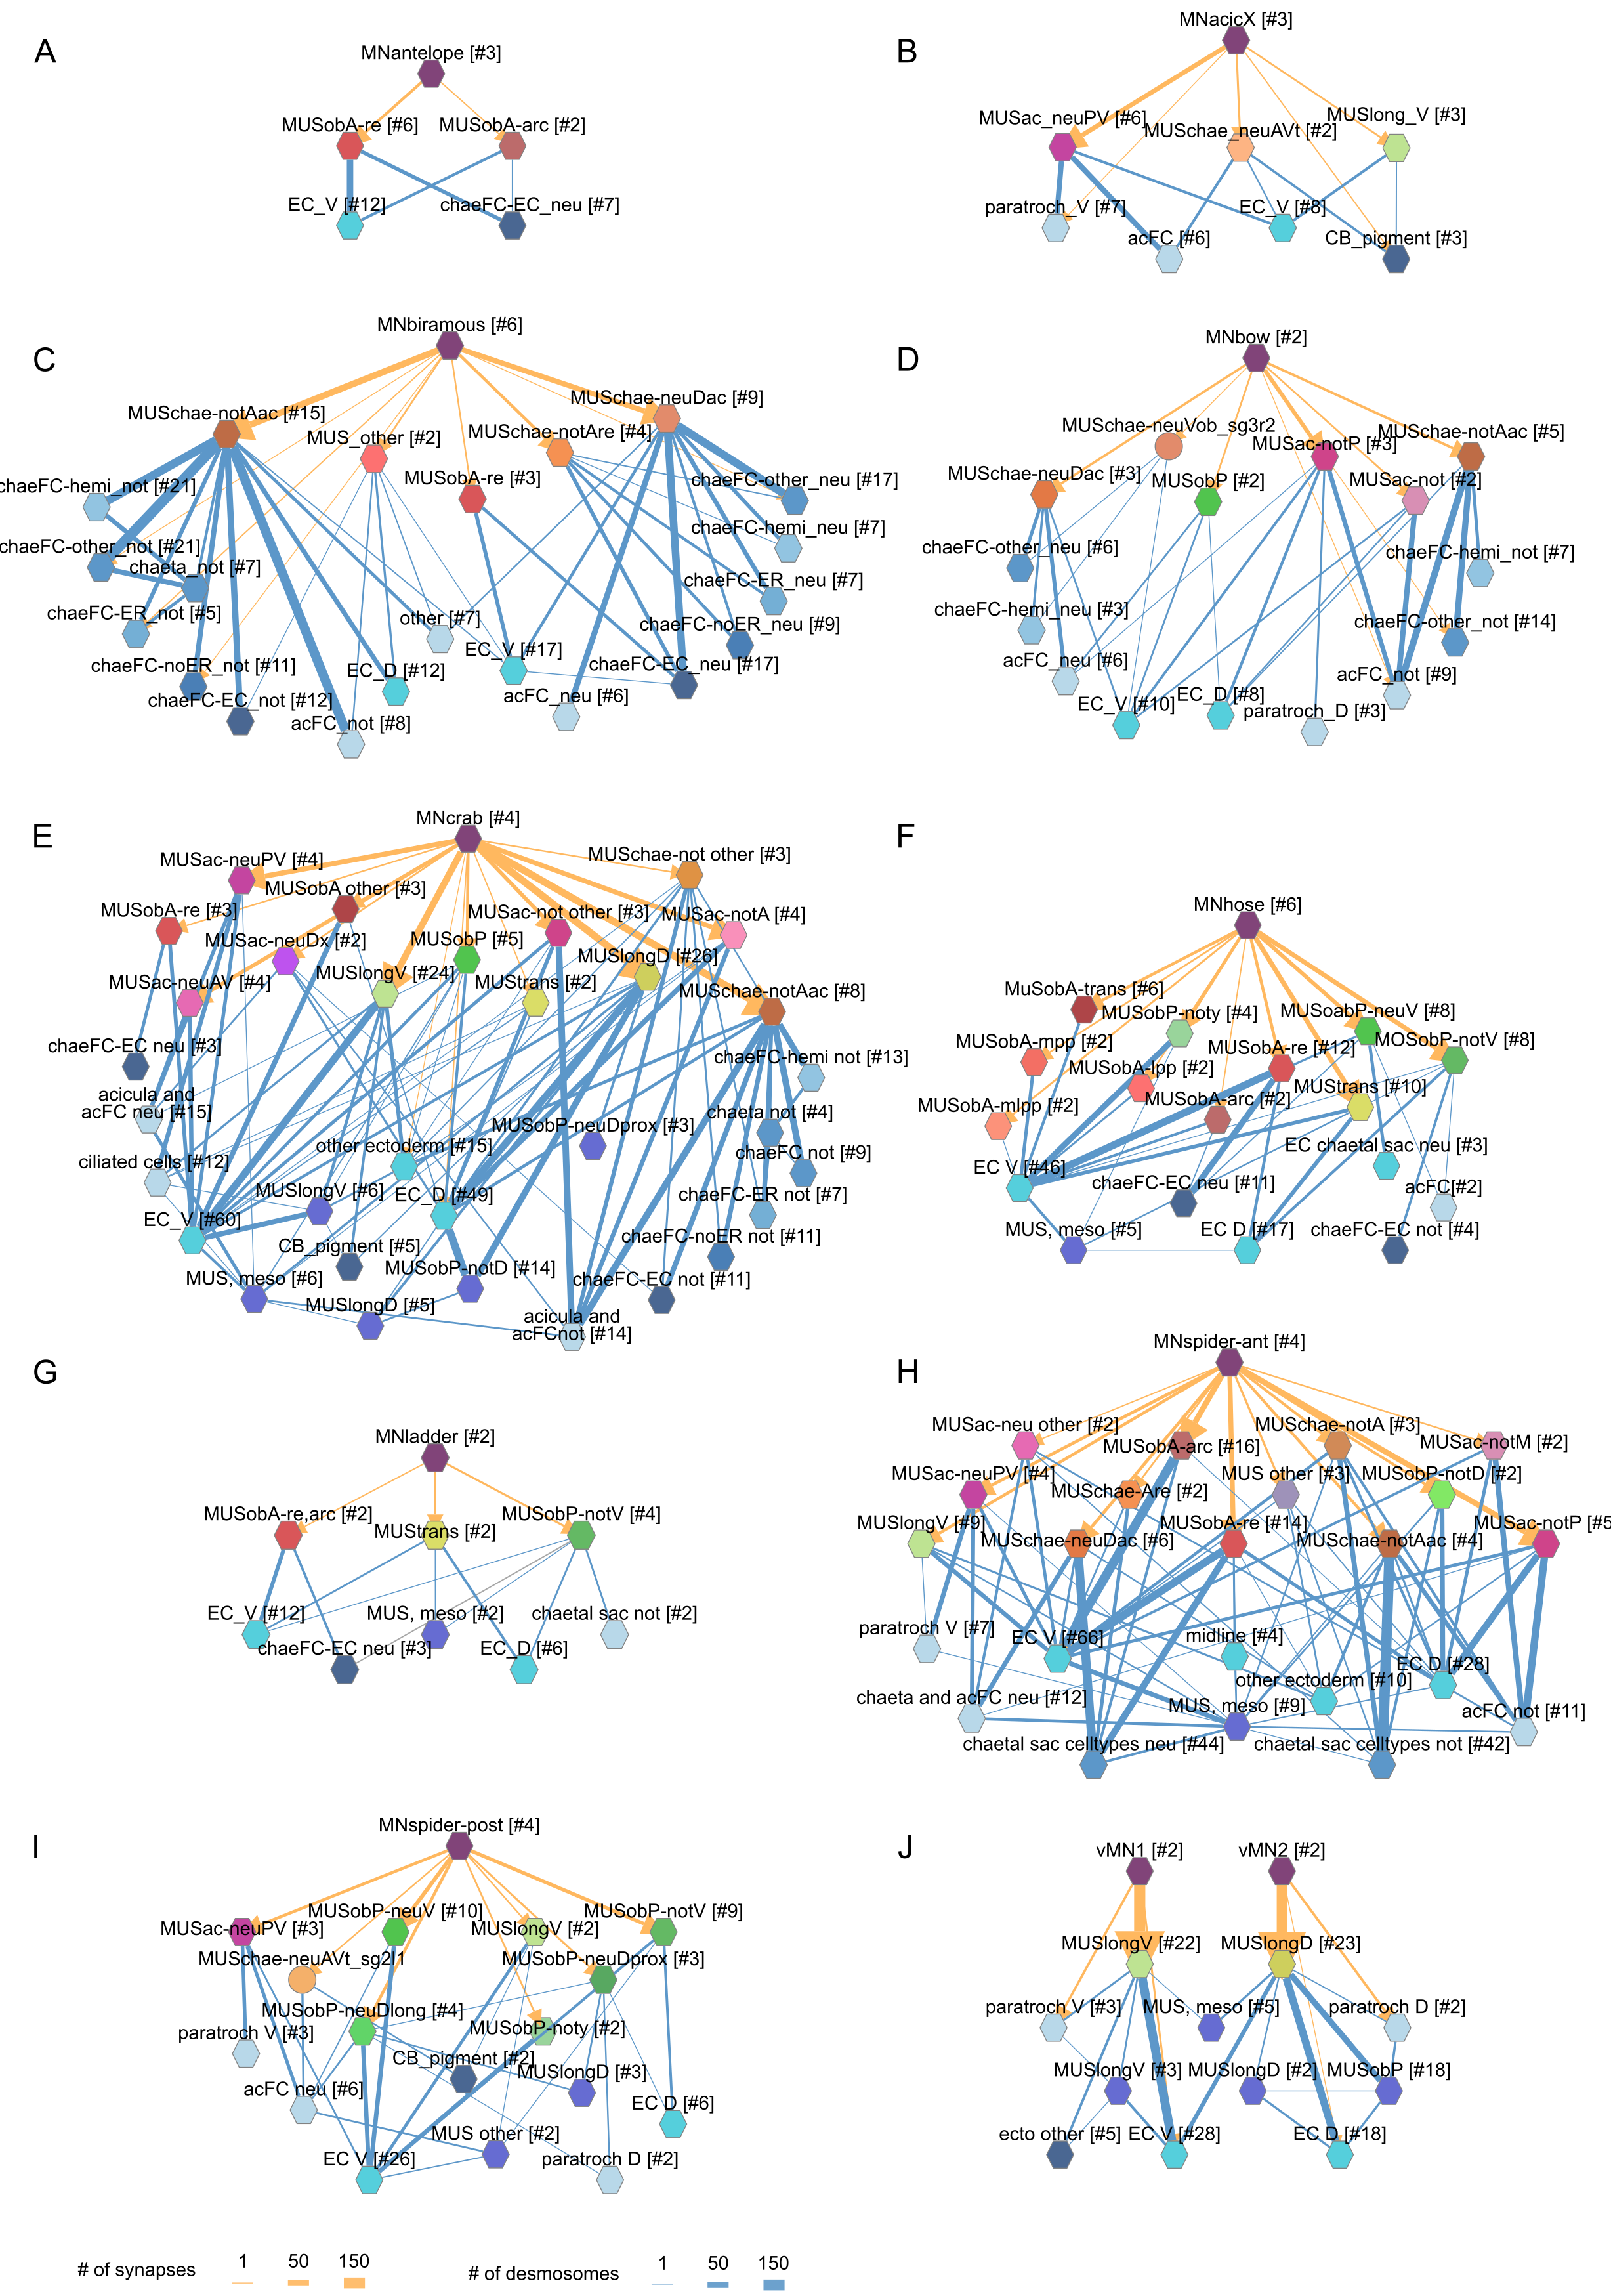 A
MNantelope [#3]
MUSobA-re [#6]
MUSobA-arc [#2]
EC_V [#12]
chaeFC-EC_neu [#7]
B
MNacicX [#3]
MUSac_neuPV [#6]
MUSchae_neuAVt [#2]
MUSlong_V [#3]
paratroch_V [#7]
EC_V [#8]
acFC [#6]
CB_pigment [#3]
C
MNbiramous [#6]
MUSchae-notAac [#15]
MUSchae-neuDac [#9]
MUS_other [#2]
MUSchae-notAre [#4]
MUSobA-re [#3]
chaeFC-other_neu [#17]
chaeFC-hemi_not [#21]
chaeFC-hemi_neu [#7]
chaeFC-other_not [#21]
chaeta_not [#7]
chaeFC-ER_neu [#7]
chaeFC-ER_not [#5]
other [#7]
chaeFC-noER_neu [#9]
EC_V [#17]
chaeFC-noER_not [#11]
EC_D [#12]
chaeFC-EC_neu [#17]
chaeFC-EC_not [#12]
acFC_neu [#6]
acFC_not [#8]
D
MNbow [#2]
MUSchae-neuVob_sg3r2
MUSac-notP [#3]
MUSchae-notAac [#5]
MUSchae-neuDac [#3]
MUSobP [#2]
MUSac-not [#2]
chaeFC-other_neu [#6]
chaeFC-hemi_not [#7]
chaeFC-hemi_neu [#3]
chaeFC-other_not [#14]
acFC_neu [#6]
acFC_not [#9]
EC_V [#10]
EC_D [#8]
paratroch_D [#3]
E
MNcrab [#4]
MUSac-neuPV [#4]
MUSchae-not other [#3]
MUSobA other [#3]
MUSobA-re [#3]
MUSac-not other [#3]
MUSac-notA [#4]
MUSac-neuDx [#2]
MUSobP [#5]
MUSlongD [#26]
MUSac-neuAV [#4]
MUSlongV [#24]
MUStrans [#2]
MUSchae-notAac [#8]
chaeFC-EC neu [#3]
chaeFC-hemi not [#13]
acicula and
acFC neu [#15]
chaeta not [#4]
MUSobP-neuDprox [#3]
other ectoderm [#15]
chaeFC not [#9]
ciliated cells [#12]
MUSlongV [#6]
EC_D [#49]
chaeFC-ER not [#7]
EC_V [#60]
chaeFC-noER not [#11]
CB_pigment [#5]
MUSobP-notD [#14]
MUS, meso [#6]
chaeFC-EC not [#11]
MUSlongD [#5]
acicula and
acFCnot [#14]
F
MNhose [#6]
MuSobA-trans [#6]
MUSobP-noty [#4]
MUSoabP-neuV [#8]
MUSobA-mpp [#2]
MUSobA-re [#12]
MOSobP-notV [#8]
MUSobA-lpp [#2]
MUStrans [#10]
MUSobA-mlpp [#2]
MUSobA-arc [#2]
EC chaetal sac neu [#3]
EC V [#46]
chaeFC-EC neu [#11]
acFC[#2]
MUS, meso [#5]
EC D [#17]
chaeFC-EC not [#4]
G
MNladder [#2]
MUSobA-re,arc [#2]
MUStrans [#2]
MUSobP-notV [#4]
EC_V [#12]
MUS, meso [#2]
chaetal sac not [#2]
chaeFC-EC neu [#3]
EC_D [#6]
H
MNspider-ant [#4]
MUSac-neu other [#2]
MUSobA-arc [#16]
MUSchae-notA [#3]
MUSac-notM [#2]
MUSac-neuPV [#4]
MUSchae-Are [#2]
MUS other [#3]
MUSobP-notD [#2]
MUSlongV [#9]
MUSchae-neuDac [#6]
MUSobA-re [#14]
MUSchae-notAac [#4]
MUSac-notP [#5
paratroch V [#7]
EC V [#66]
midline [#4]
EC D [#28]
other ectoderm [#10]
chaeta and acFC neu [#12]
MUS, meso [#9]
acFC not [#11]
chaetal sac celltypes neu [#44]
chaetal sac celltypes not [#42]
I
MNspider-post [#4]
MUSac-neuPV [#3]
MUSobP-neuV [#10]
MUSlongV [#2]
MUSobP-notV [#9]
MUSchae-neuAVt_sg2l1
MUSobP-neuDprox [#3]
MUSobP-neuDlong [#4]
paratroch V [#3]
MUSobP-noty [#2]
CB_pigment [#2]
MUSlongD [#3]
acFC neu [#6]
EC D [#6]
MUS other [#2]
EC V [#26]
paratroch D [#2]
J
vMN1 [#2]
vMN2 [#2]
MUSlongV [#22]
MUSlongD [#23]
paratroch V [#3]
MUS, meso [#5]
paratroch D [#2]
MUSlongV [#3]
MUSlongD [#2]
MUSobP [#18]
ecto other [#5]
EC V [#28]
EC D [#18]
# of synapses
1
50
150
# of desmosomes
1
50
150